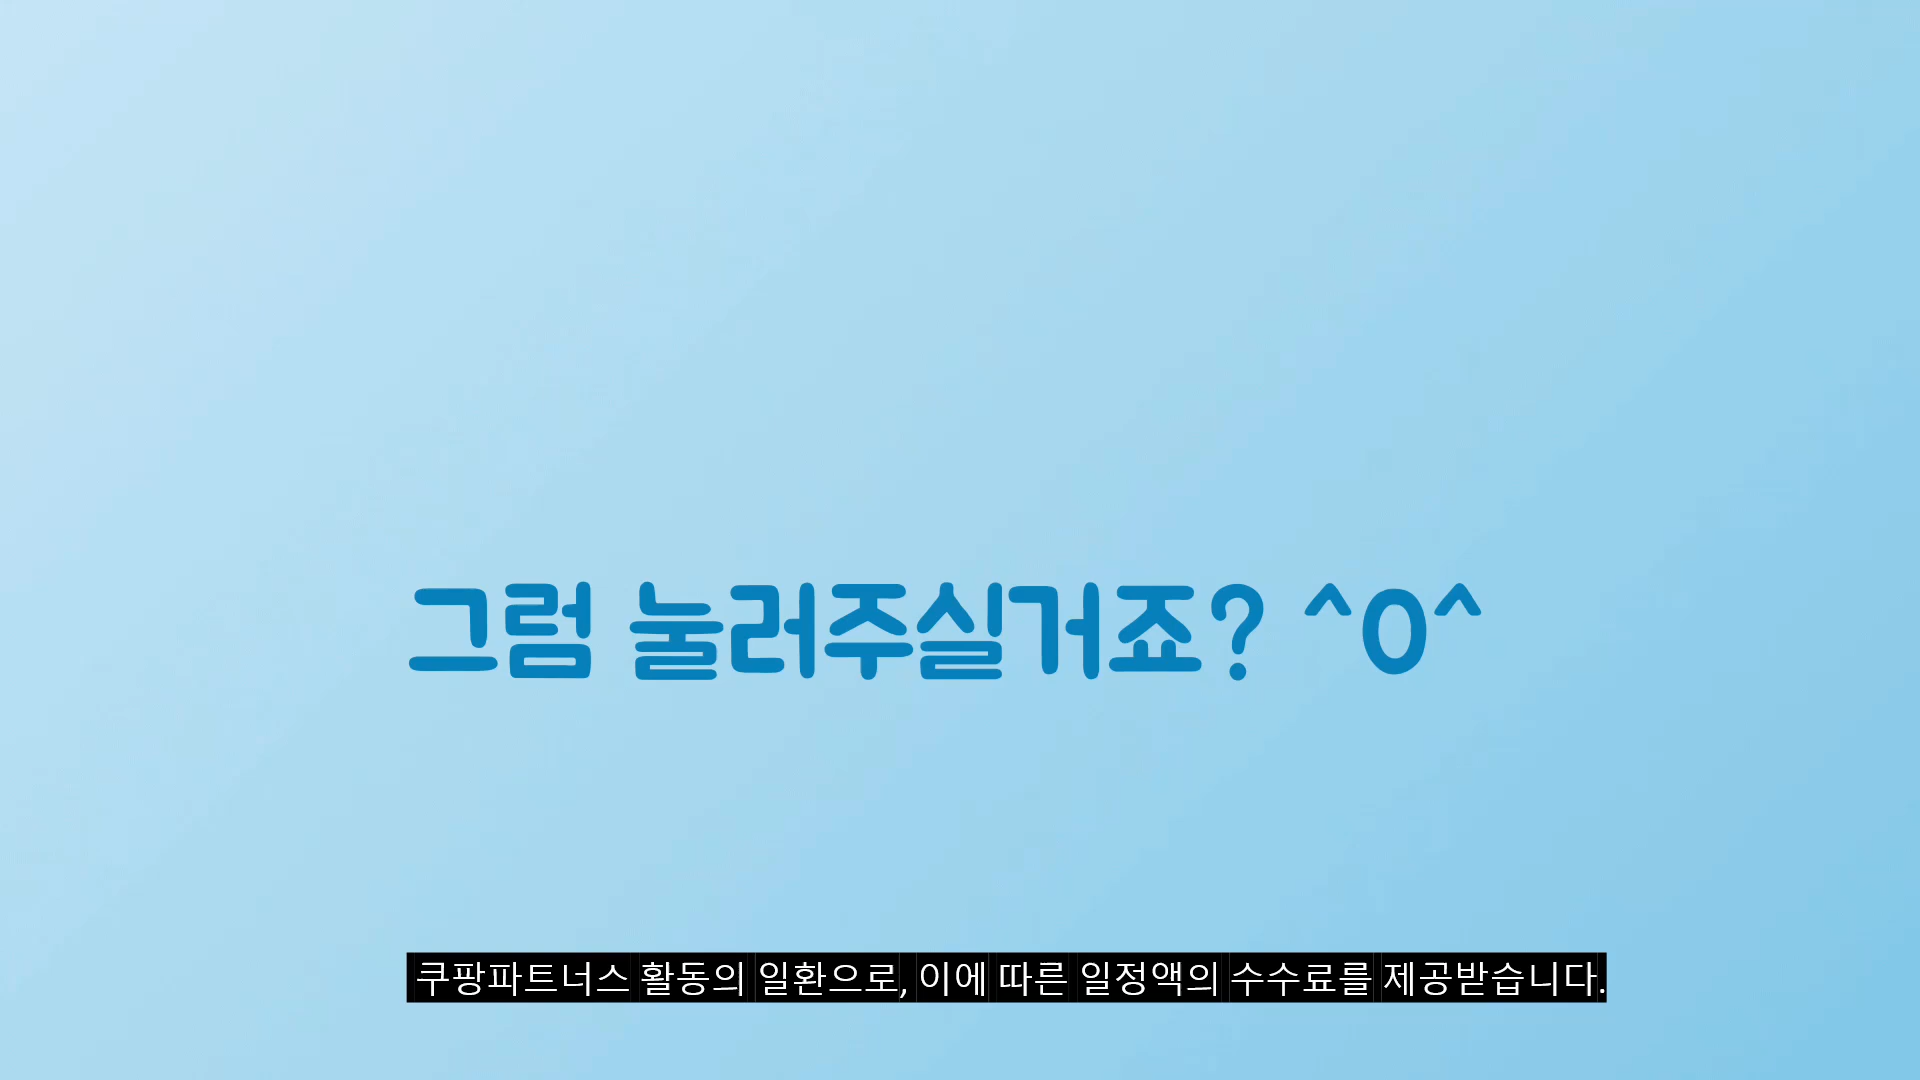 그럼 눌러주실거죠? ^0^
쿠팡파트너스 활동의 일환으로, 이에 따른 일정액의 수수료를 제공받습니다.